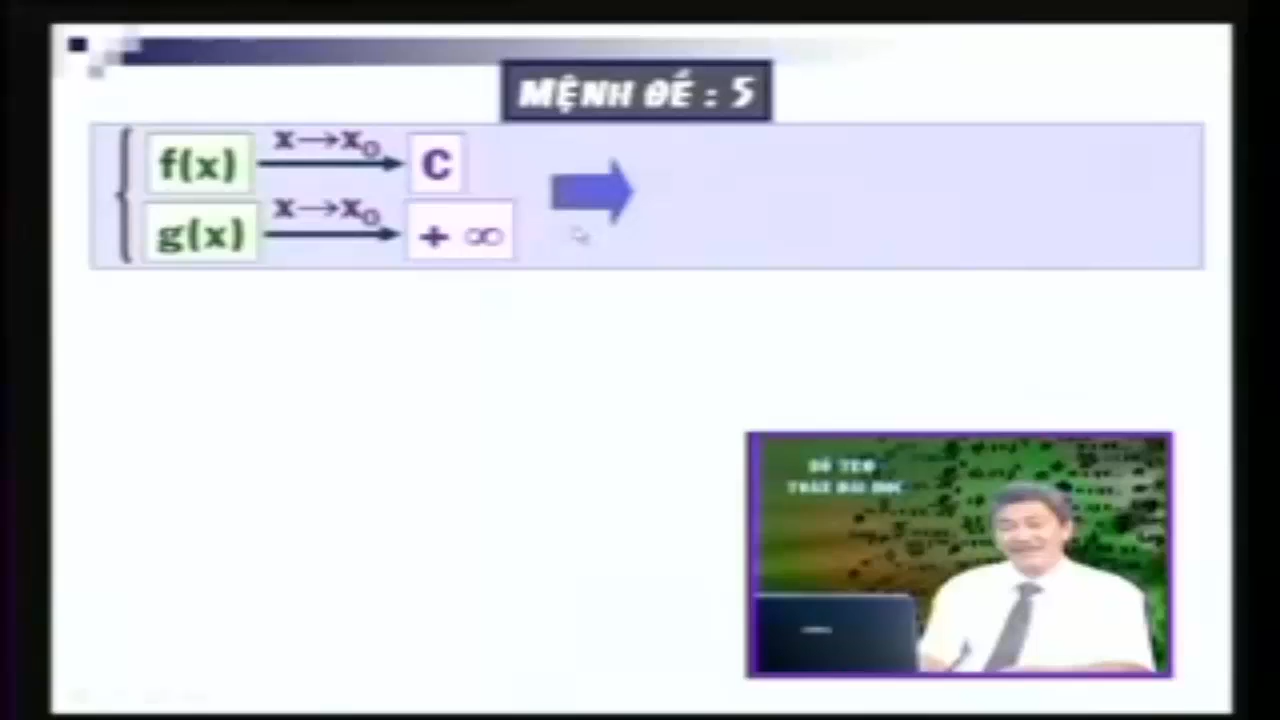 MỆNH ĐỀ : 5
f(x) x→x₀ C
g(x) x→x₀ + ∞